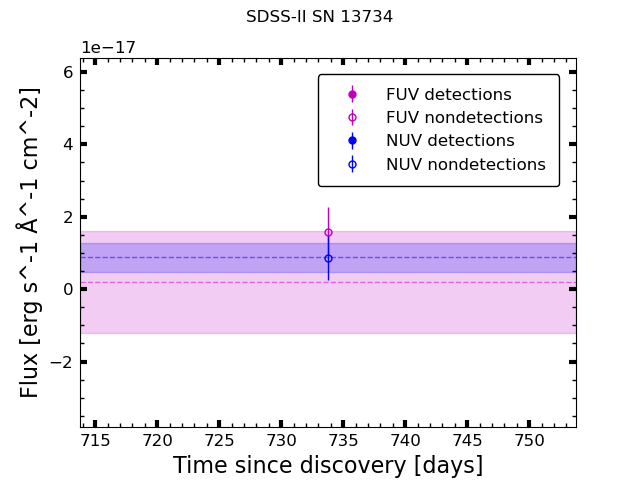 SDSS-II SN 13734
1e−17
6
4
2
0
−2
Flux [erg s^-1 Å^-1 cm^-2]
FUV detections
FUV nondetections
NUV detections
NUV nondetections
715 720 725 730 735 740 745 750
Time since discovery [days]